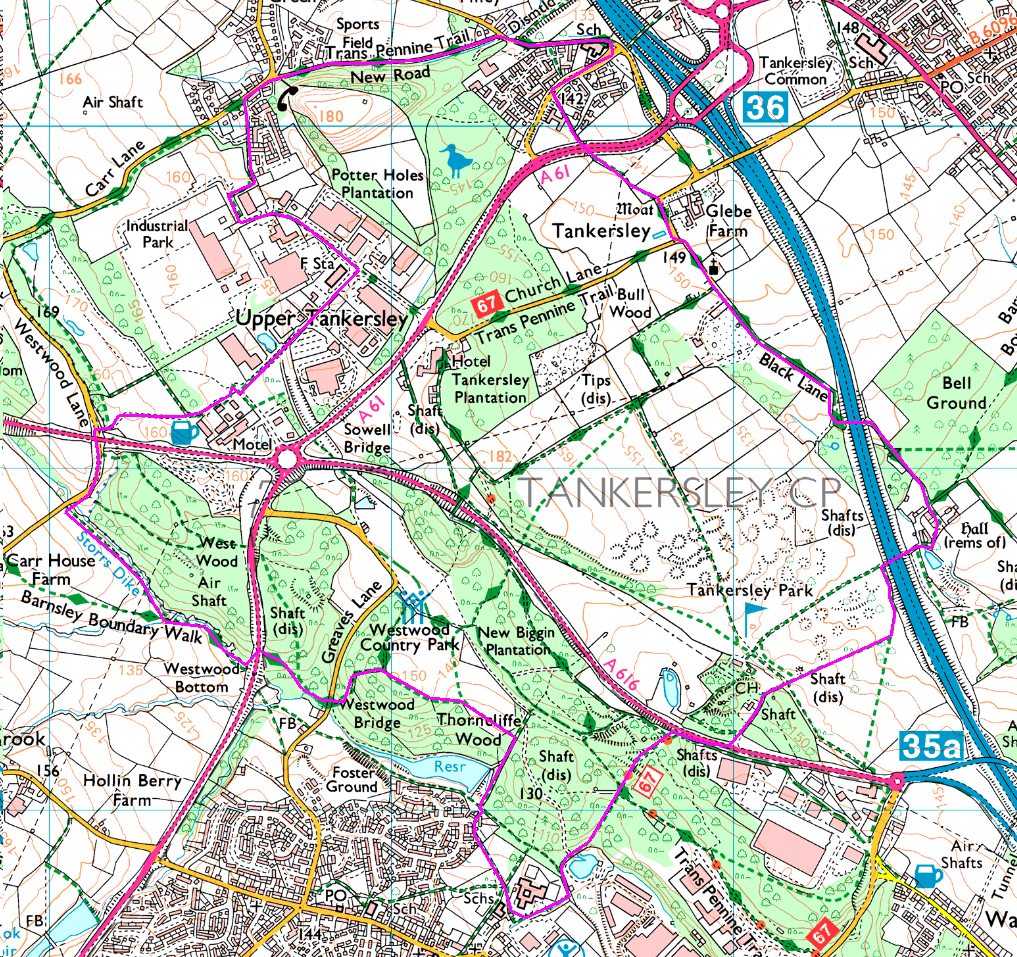 Sports
Field
Trans Pennine Trail
New Road
Sch
135
148
Sch
B 6096
Tankersley
Common
Sch
PO
166
Air Shaft
180
142
36
150
Carr Lane
160
Potter Holes
Plantation
A 61
145
Moat
Glebe
Farm
150
Tankersley
150
140
Industrial
Park
149
F Sta
Church Lane
67
Trans Pennine Trail
Bull
Wood
170
169
Upper Tankersley
Westwood Lane
Hotel
Tankersley
Plantation
Tips
(dis)
Black Lane
Bell
Ground
A 61
Shaft
(dis)
Sowell
Bridge
160
Motel
182
TANKERSLEY CP
Shafts
(dis)
Hall
(rems of)
Storrs Dike
West
Wood
Air
Shaft
Carr House
Farm
Barnsley Boundary Walk
Shaft
(dis)
Greaves Lane
Westwood
Country Park
New Biggin
Plantation
Tankersley Park
FB
135
Westwood
Bottom
A 616
CH
Shaft
(dis)
Shaft
150
Westwood
Bridge
FB
Thorncliffe
Wood
125
Shaft
(dis)
130
Shafts
(dis)
67
35a
156
Hollin Berry
Farm
Foster
Ground
Resr
Air
Shafts
Trans Pennine Tra
PO
Sch
Schs
144
FB
67
Wa